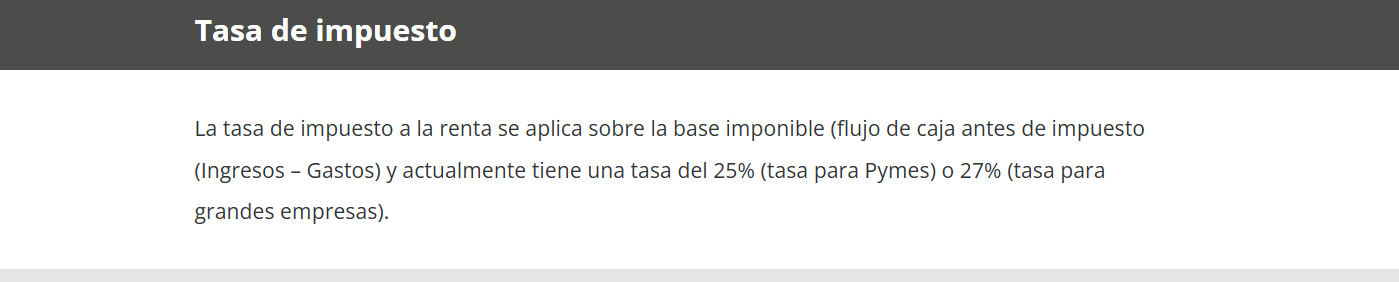 Tasa de impuesto
La tasa de impuesto a la renta se aplica sobre la base imponible (flujo de caja antes de impuesto
(Ingresos – Gastos) y actualmente tiene una tasa del 25% (tasa para Pymes) o 27% (tasa para
grandes empresas).